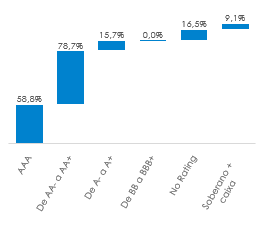 58,8%
78,7%
15,7%
0,0%
16,5%
9,1%
AAA
De AA- a AA+
De A- a A+
De BB a BBB+
No Rating
Soberano +
caixa